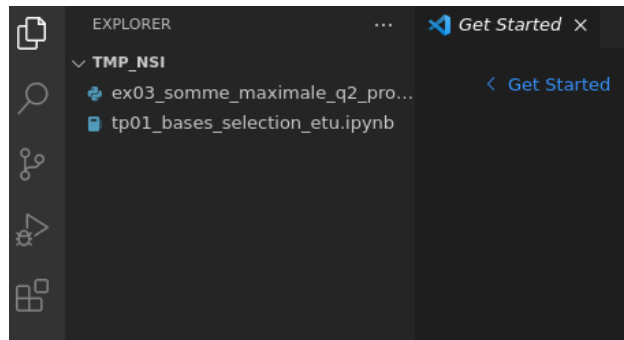 EXPLORER ...
Get Started ×
TMP_NSI
ex03_somme_maximale_q2_pro...
tp01_bases_selection_etu.ipynb
< Get Started